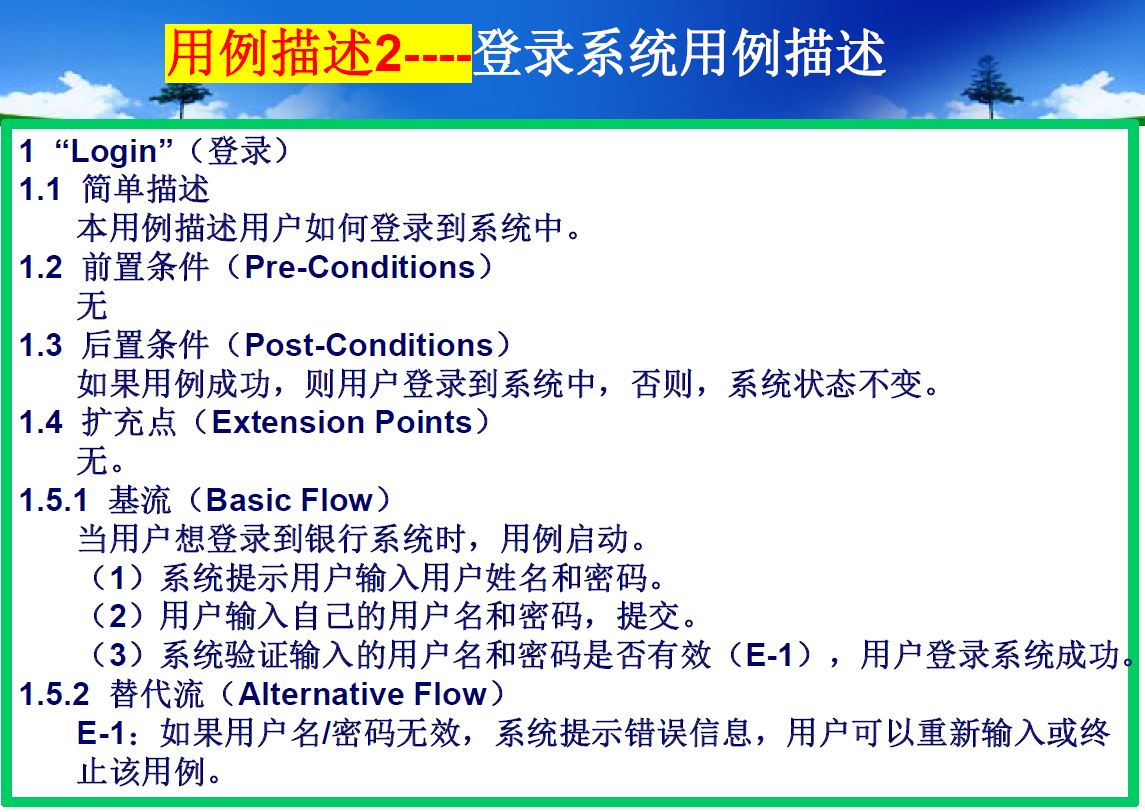 用例描述2----登录系统用例描述
1 “Login”（登录）
1.1 简单描述
本用例描述用户如何登录到系统中。
1.2 前置条件（Pre-Conditions）
无
1.3 后置条件（Post-Conditions）
如果用例成功，则用户登录到系统中，否则，系统状态不变。
1.4 扩充点（Extension Points）
无。
1.5.1 基流（Basic Flow）
当用户想登录到银行系统时，用例启动。
（1）系统提示用户输入用户姓名和密码。
（2）用户输入自己的用户名和密码，提交。
（3）系统验证输入的用户名和密码是否有效（E-1），用户登录系统成功。
1.5.2 替代流（Alternative Flow）
E-1：如果用户名/密码无效，系统提示错误信息，用户可以重新输入或终
止该用例。